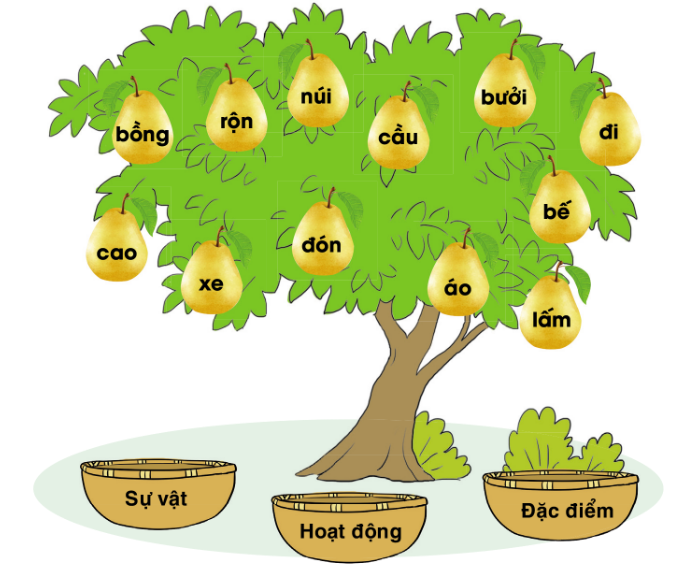 bồng
rộn
núi
cầu
bưởi
đi
bế
cao
xe
đón
áo
lấm
Sự vật
Hoạt động
Đặc điểm